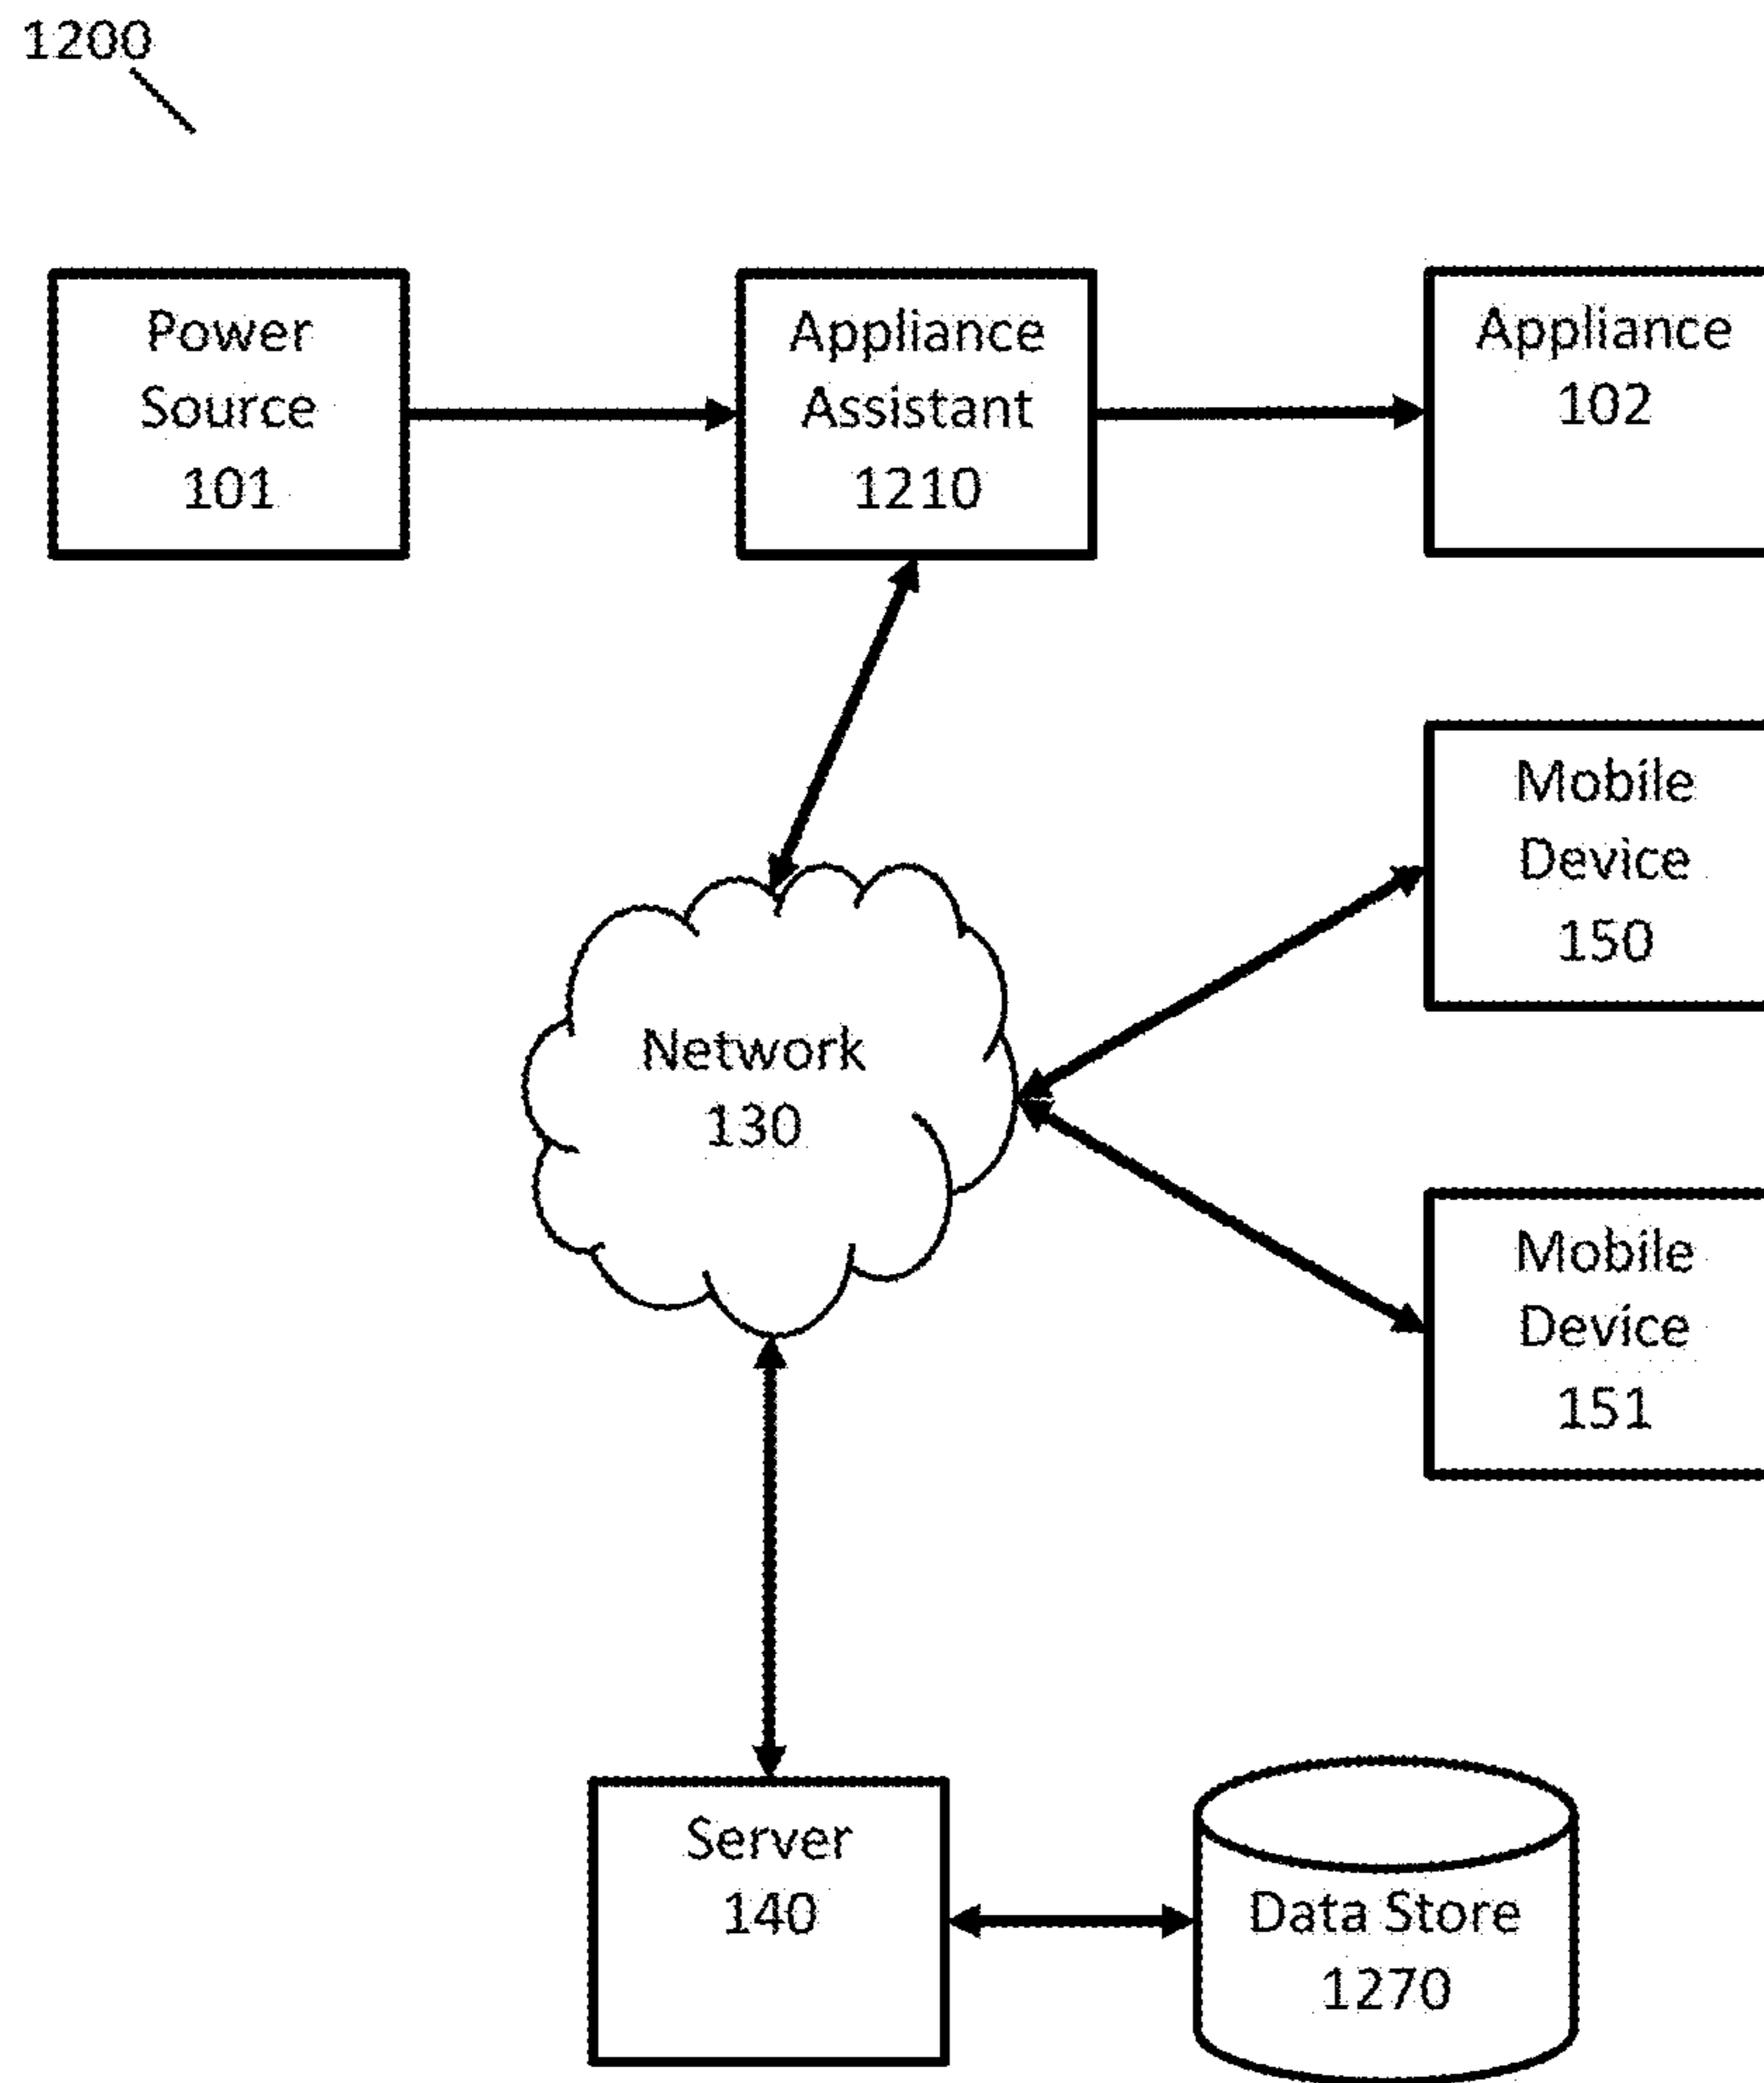 1200
Power
Source
101
Appliance
Assistant
1210
Appliance
102
Mobile
Device
150
Network
130
Mobile
Device
151
Server
140
Data Store
1270